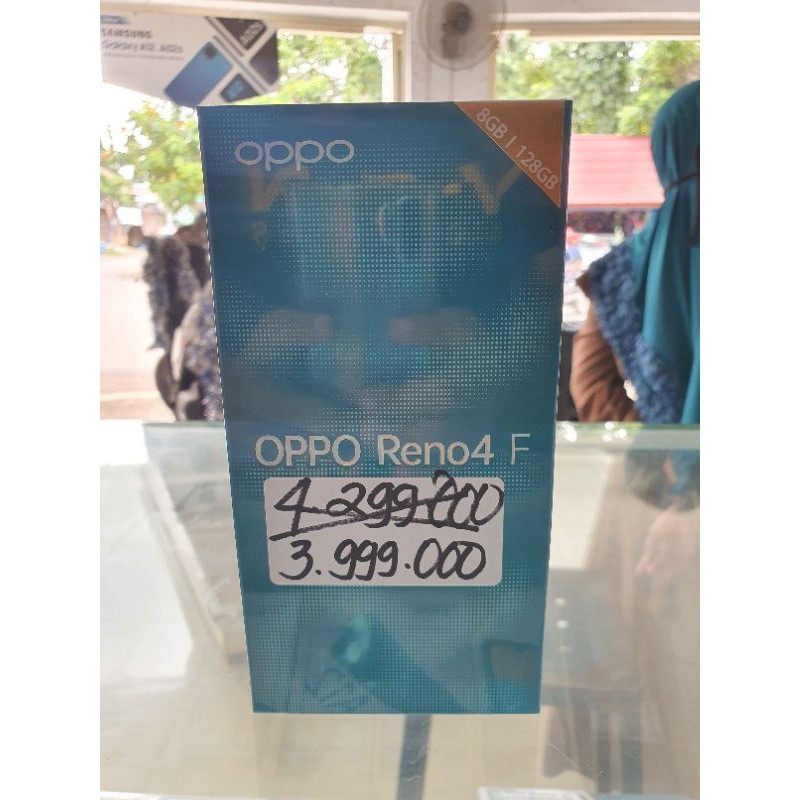 SAMSUNG
Galaxy A12 A02s
oppo
8GB | 128GB
OPPO Reno4 F
4.299.000
3.999.000